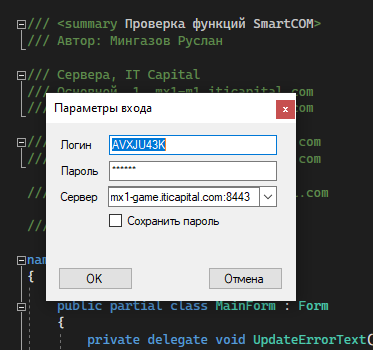 /// <summary Проверка функций SmartCOM>
/// Автор: Мингазов Руслан
/// Сервера, IT Capital
/// Основной 1 mx1-m1.iticapital.com
Параметры входа
x
Логин
AVXJU43K
Пароль
******
Сервер
mx1-game.iticapital.com:8443
Сохранить пароль
OK
Отмена
///
com
///
com
///
com
///
com
///
.com
///
nam
{
public partial class MainForm : Form
{
private delegate void UpdateErrorText(